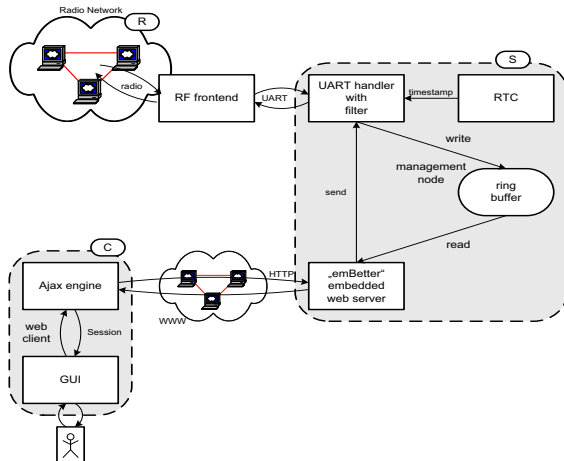 Radio Network
R
radio
RF frontend
UART
S
UART handler
with
filter
timestamp
RTC
write
management
node
ring
buffer
send
read
„emBetter“
embedded
web server
HTTP
www
C
Ajax engine
web
client
Session
GUI